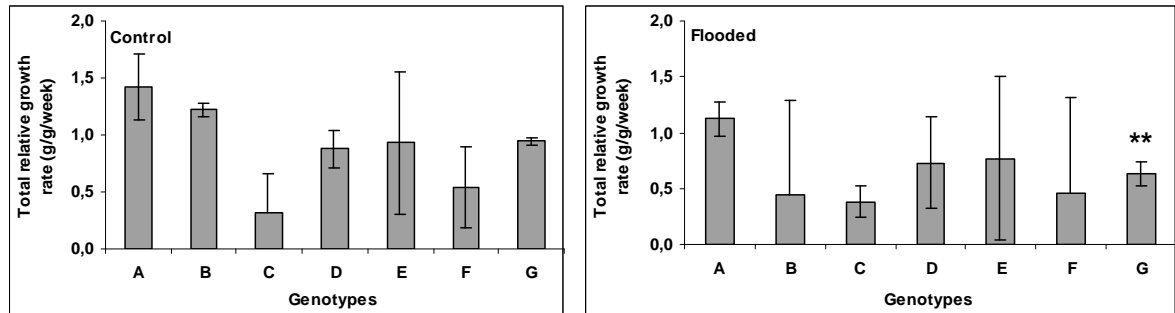 Control
Total relative growth
rate (g/g/week)
2,0
1,5
1,0
0,5
0,0
A B C D E F G
Genotypes
Flooded
Total relative growth
rate (g/g/week)
2,0
1,5
1,0
0,5
0,0
**
A B C D E F G
Genotypes